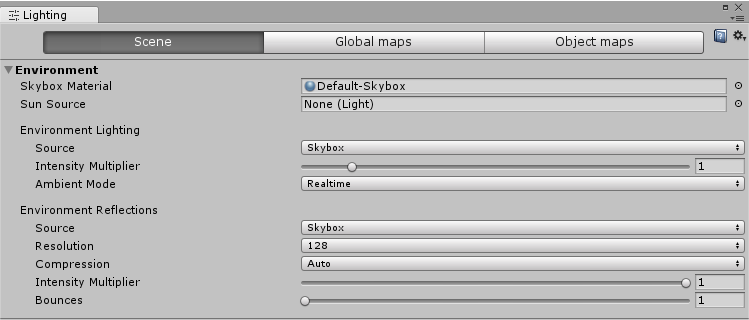 Lighting
Scene Global maps Object maps
Environment
Skybox Material Default-Skybox
Sun Source None (Light)
Environment Lighting
Source Skybox
Intensity Multiplier 1
Ambient Mode Realtime
Environment Reflections
Source Skybox
Resolution 128
Compression Auto
Intensity Multiplier 1
Bounces 1